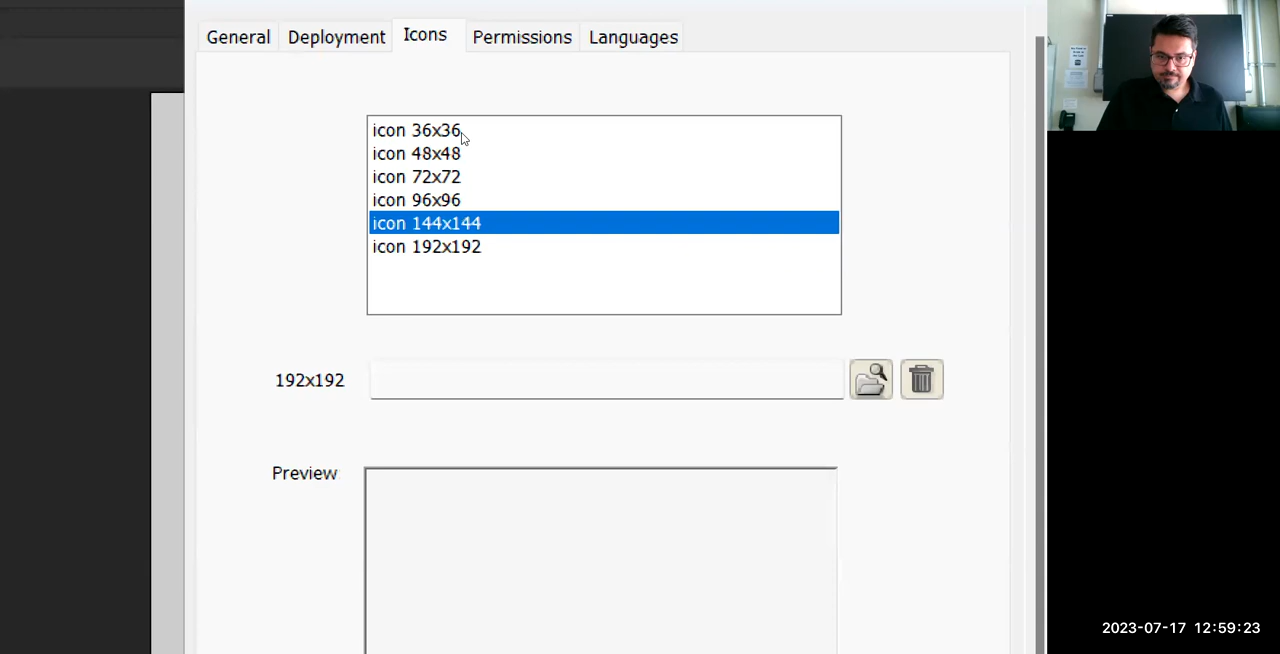 General Deployment Icons Permissions Languages
icon 36x36
icon 48x48
icon 72x72
icon 96x96
icon 144x144
icon 192x192
192x192
Preview
2023-07-17 12:59:23